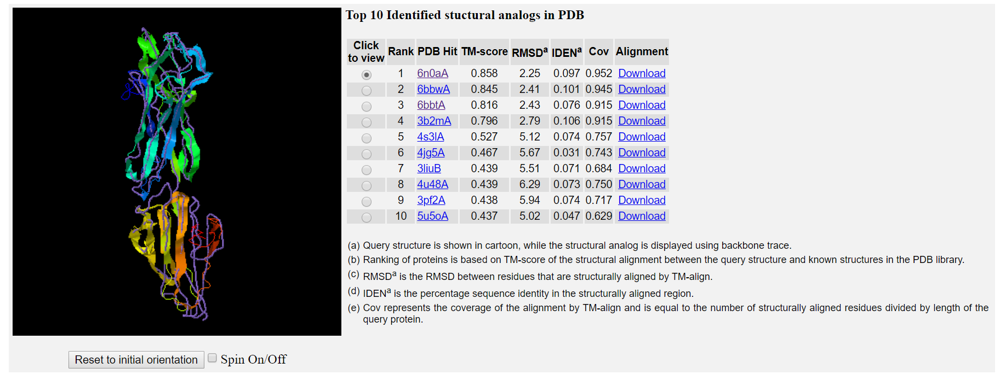 Top 10 Identified stuctural analogs in PDB
Click to view Rank PDB Hit TM-score RMSDa IDENa Cov Alignment
1 6n0aA 0.858 2.25 0.097 0.952 Download
2 6bbwA 0.845 2.41 0.101 0.945 Download
3 6bbtA 0.816 2.43 0.076 0.915 Download
4 3b2mA 0.796 2.79 0.106 0.915 Download
5 4s3lA 0.527 5.12 0.074 0.757 Download
6 4jg5A 0.467 5.67 0.031 0.743 Download
7 3liuB 0.439 5.51 0.071 0.684 Download
8 4u48A 0.439 6.29 0.073 0.750 Download
9 3pf2A 0.438 5.94 0.074 0.717 Download
10 5u5oA 0.437 5.02 0.047 0.629 Download
(a) Query structure is shown in cartoon, while the structural analog is displayed using backbone trace.
(b) Ranking of proteins is based on TM-score of the structural alignment between the query structure and known structures in the PDB library.
(c) RMSDa is the RMSD between residues that are structurally aligned by TM-align.
(d) IDENa is the percentage sequence identity in the structurally aligned region.
(e) Cov represents the coverage of the alignment by TM-align and is equal to the number of structurally aligned residues divided by length of the
query protein.
Reset to initial orientation Spin On/Off